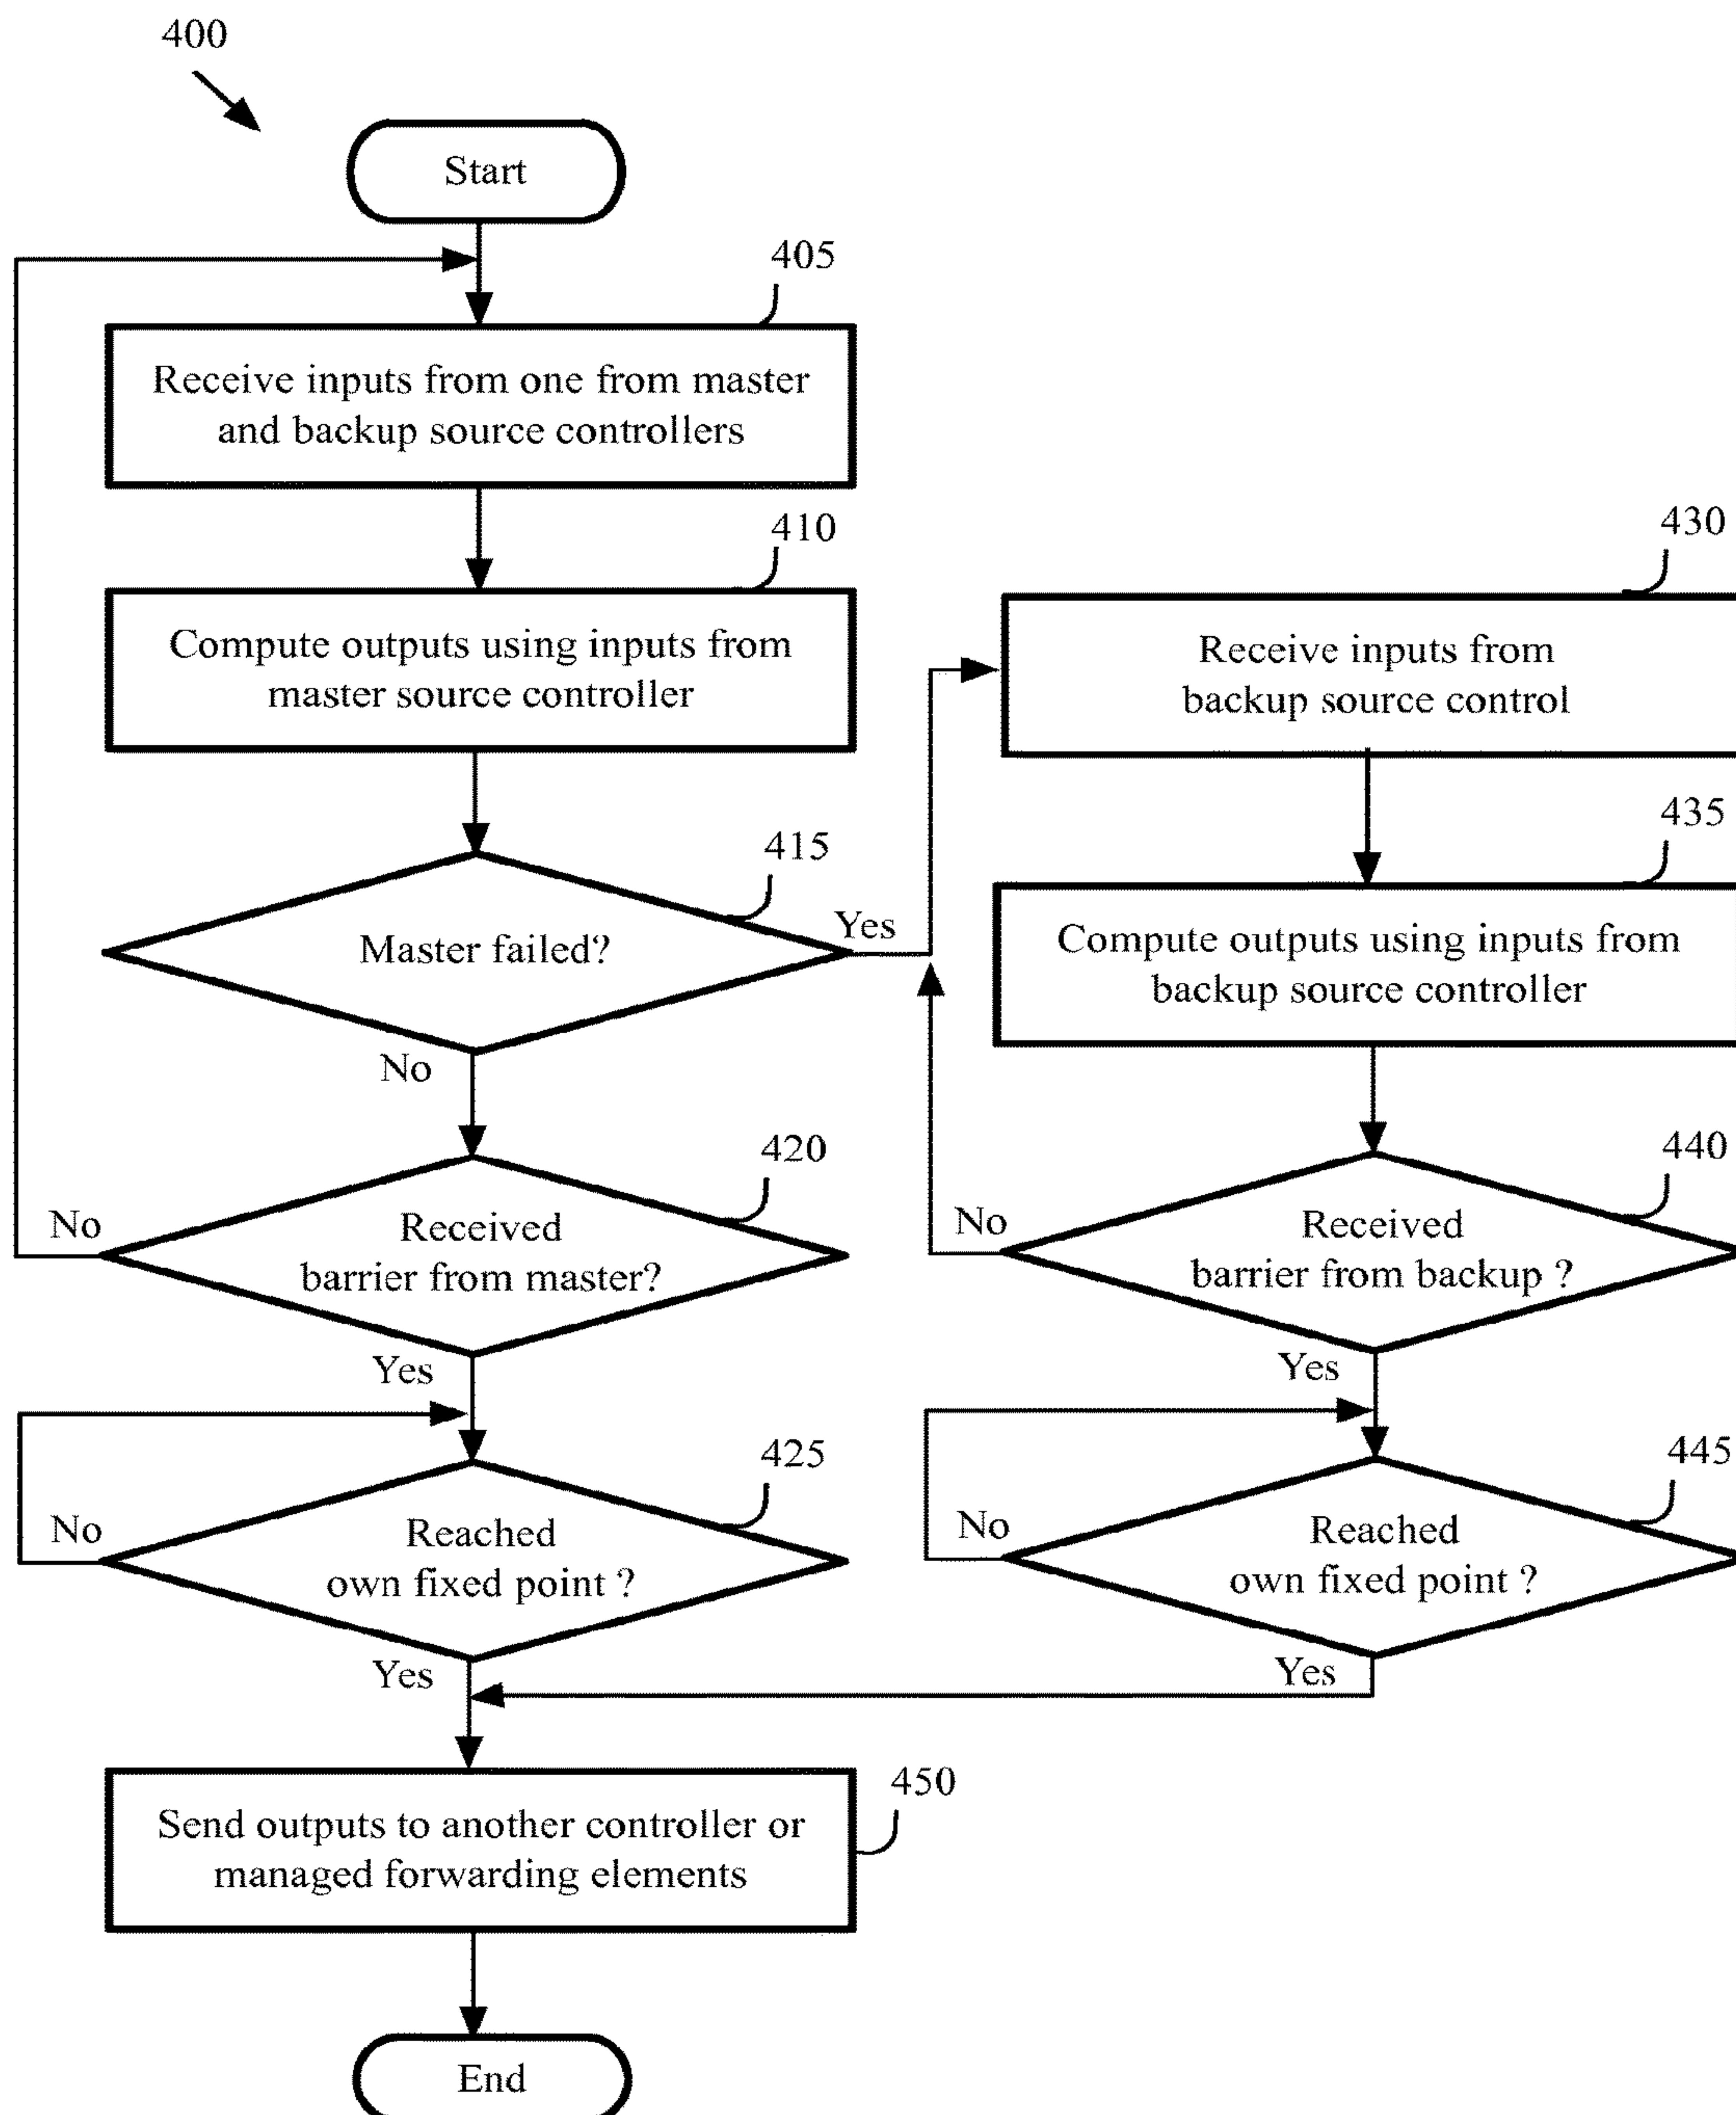 400
Start
405
Receive inputs from one from master
and backup source controllers
410
Compute outputs using inputs from
master source controller
415
Master failed?
Yes
No
420
Received
barrier from master?
No
Yes
425
Reached
own fixed point ?
No
Yes
430
Receive inputs from
backup source control
435
Compute outputs using inputs from
backup source controller
440
Received
barrier from backup ?
No
Yes
445
Reached
own fixed point ?
No
Yes
450
Send outputs to another controller or
managed forwarding elements
End